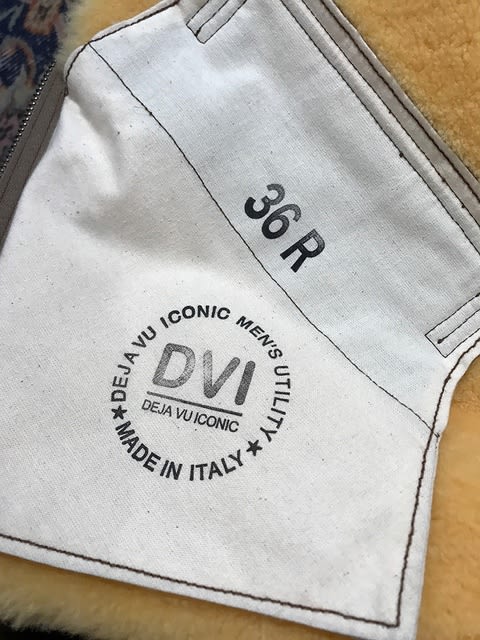 36 R
DEJA VU ICONIC MEN'S UTILITY
DVI
DEJA VU ICONIC
★ MADE IN ITALY ★